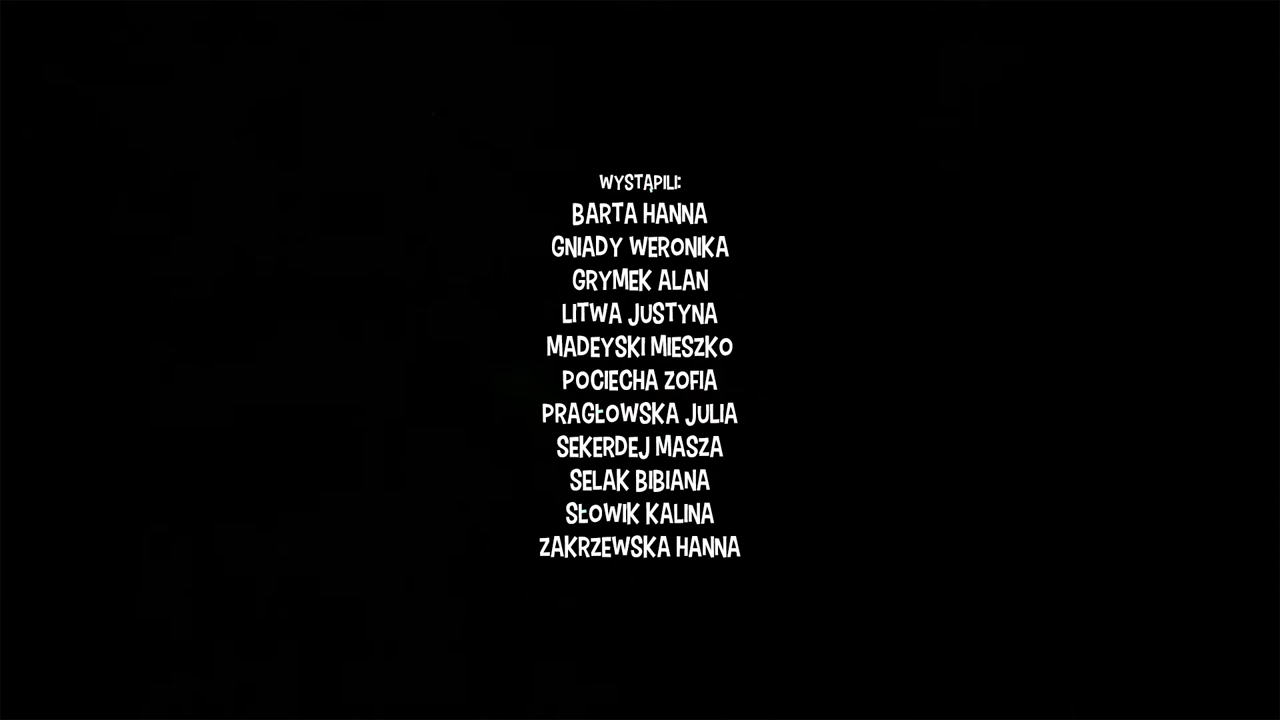 WYSTĄPILI:
BARTA HANNA
GNIADY WERONIKA
GRYMEK ALAN
LITWA JUSTYNA
MADEYSKI MIESZKO
POCIECHA ZOFIA
PRAGŁOWSKA JULIA
SEKERDEJ MASZA
SELAK BIBIANA
SŁOWIK KALINA
ZAKRZEWSKA HANNA